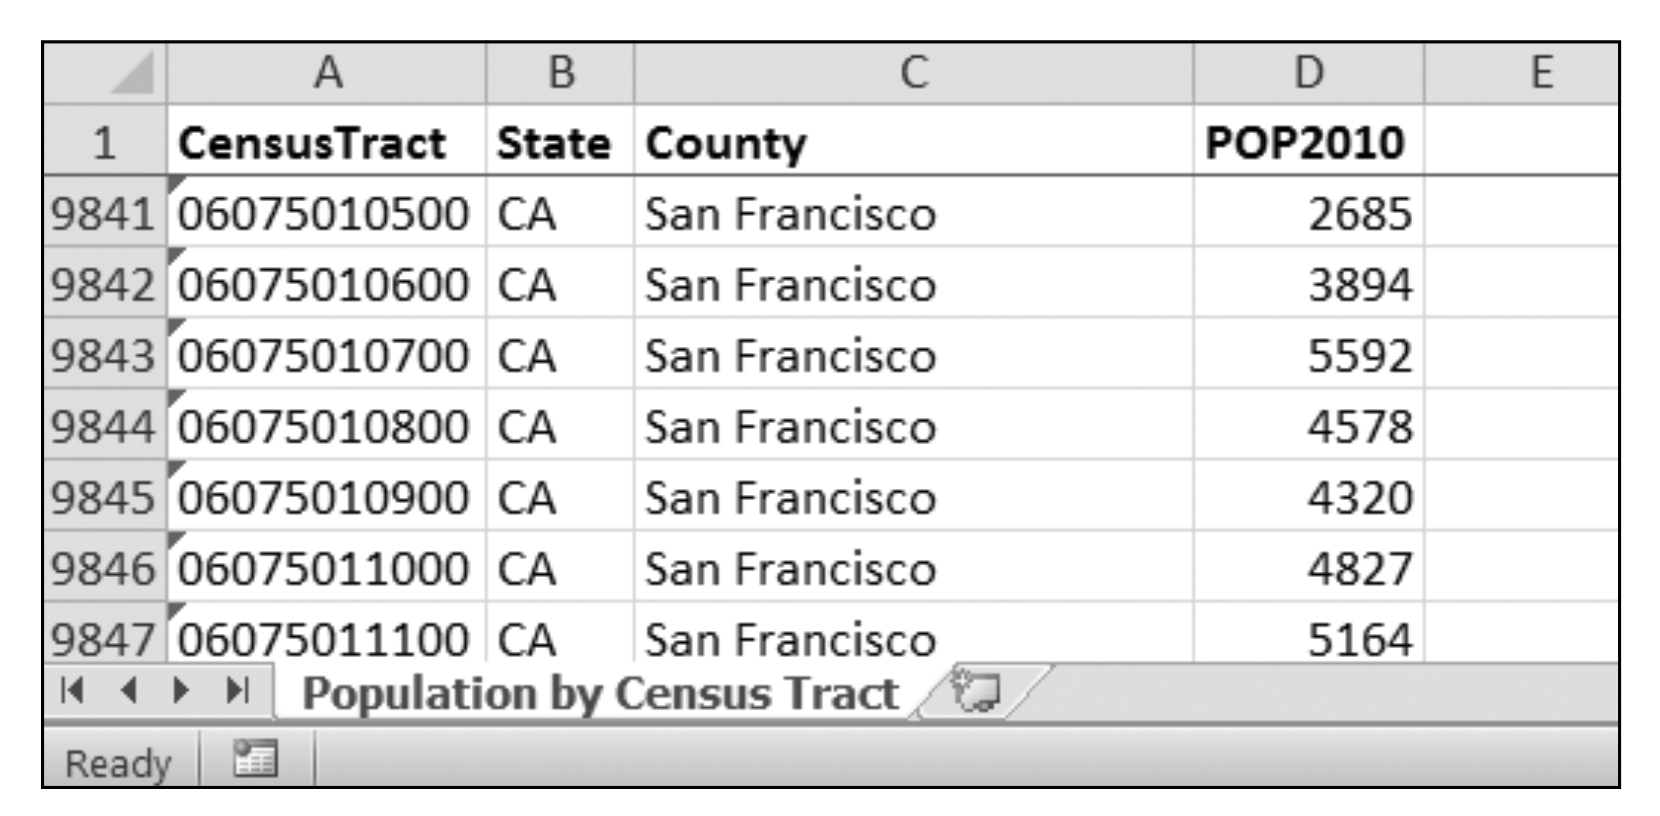 A B C D E
1 CensusTract State County POP2010
9841 06075010500 CA San Francisco 2685
9842 06075010600 CA San Francisco 3894
9843 06075010700 CA San Francisco 5592
9844 06075010800 CA San Francisco 4578
9845 06075010900 CA San Francisco 4320
9846 06075011000 CA San Francisco 4827
9847 06075011100 CA San Francisco 5164
Population by Census Tract
Ready